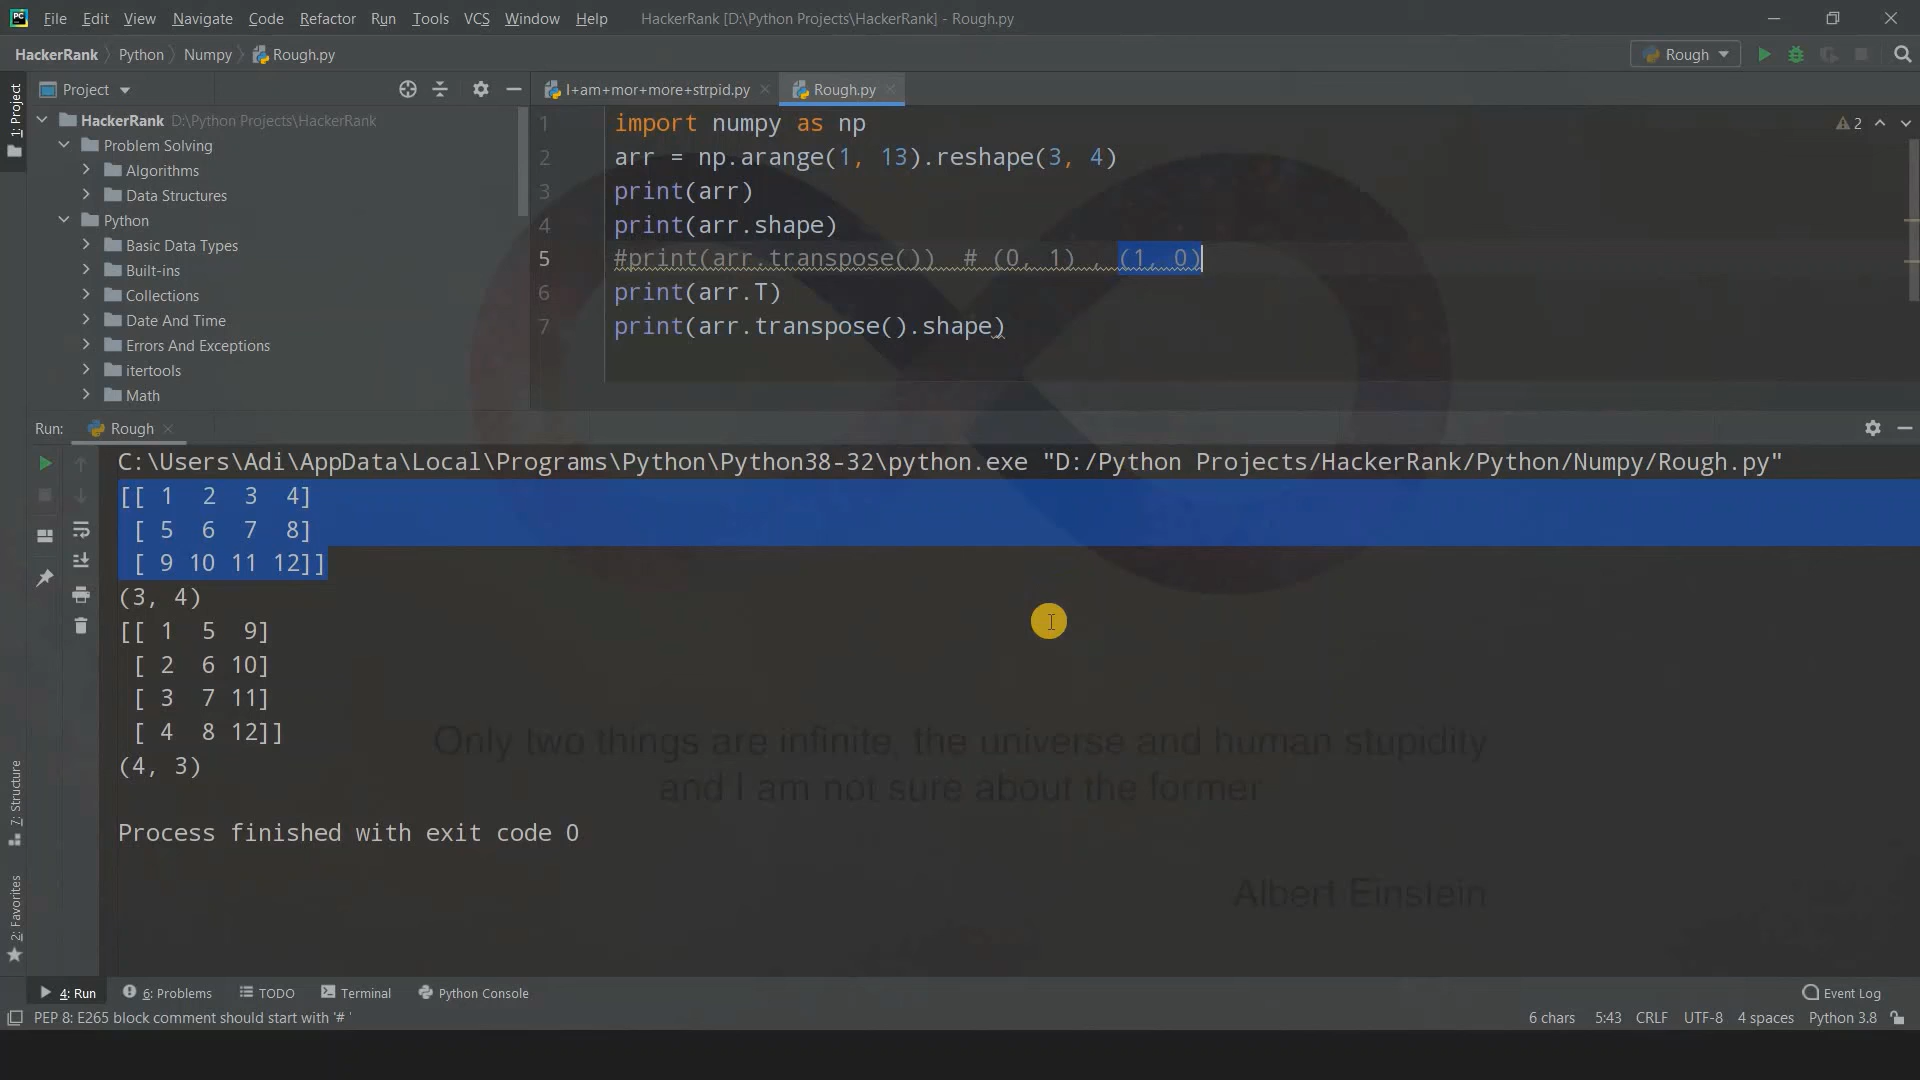 File Edit View Navigate Code Refactor Run Tools VCS Window Help HackerRank [D:\Python Projects\HackerRank] - Rough.py
HackerRank Python Numpy Rough.py Rough
1: Project
Project
I+am+mor+more+strpid.py Rough.py
HackerRank D:\Python Projects\HackerRank
Problem Solving
Algorithms
Data Structures
Python
Basic Data Types
Built-ins
Collections
Date And Time
Errors And Exceptions
itertools
Math
1 import numpy as np
2 arr = np.arange(1, 13).reshape(3, 4)
3 print(arr)
4 print(arr.shape)
5 #print(arr.transpose())  # (0, 1) , (1, 0)
6 print(arr.T)
7 print(arr.transpose().shape)
2
Run: Rough
C:\Users\Adi\AppData\Local\Programs\Python\Python38-32\python.exe "D:/Python Projects/HackerRank/Python/Numpy/Rough.py"
[[ 1  2  3  4]
 [ 5  6  7  8]
 [ 9 10 11 12]]
(3, 4)
[[ 1  5  9]
 [ 2  6 10]
 [ 3  7 11]
 [ 4  8 12]]
(4, 3)
Process finished with exit code 0
Only two things are infinite, the universe and human stupidity
and I am not sure about the former
Albert Einstein
7: Structure
2: Favorites
4: Run 6: Problems TODO Terminal Python Console Event Log
PEP 8: E265 block comment should start with '# ' 6 chars 5:43 CRLF UTF-8 4 spaces Python 3.8